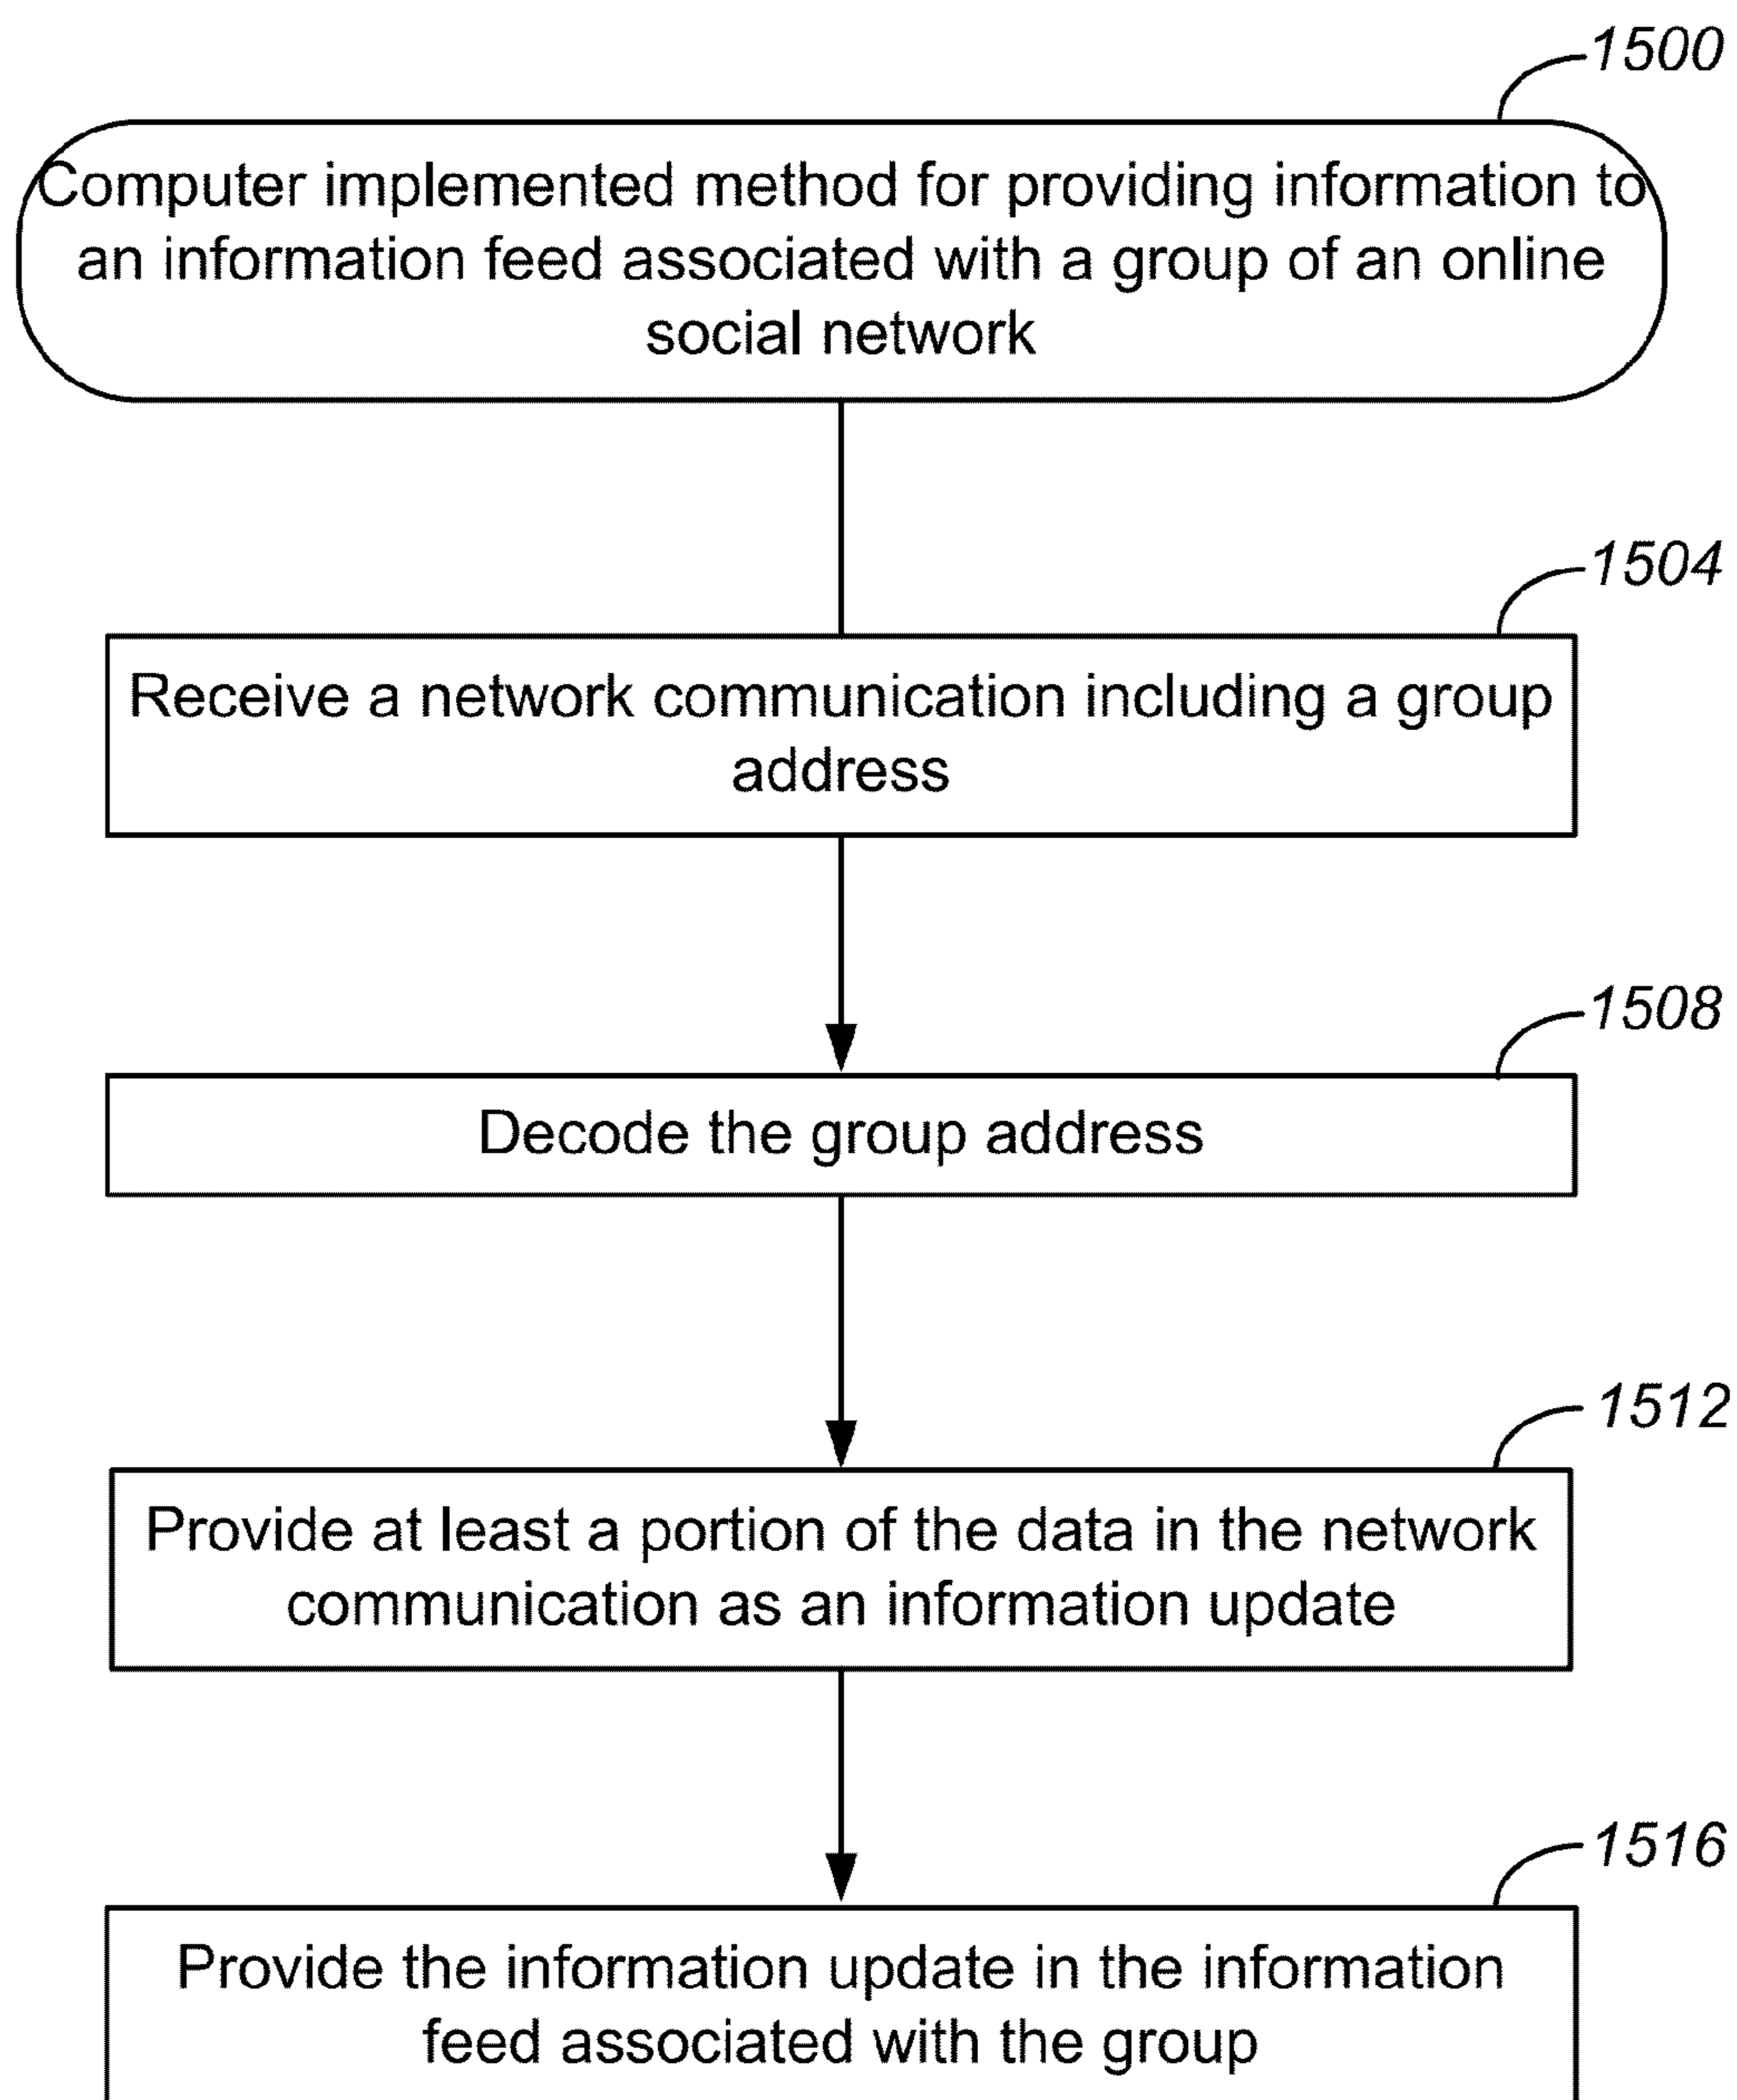 1500
Computer implemented method for providing information to
an information feed associated with a group of an online
social network
1504
Receive a network communication including a group
address
1508
Decode the group address
1512
Provide at least a portion of the data in the network
communication as an information update
1516
Provide the information update in the information
feed associated with the group